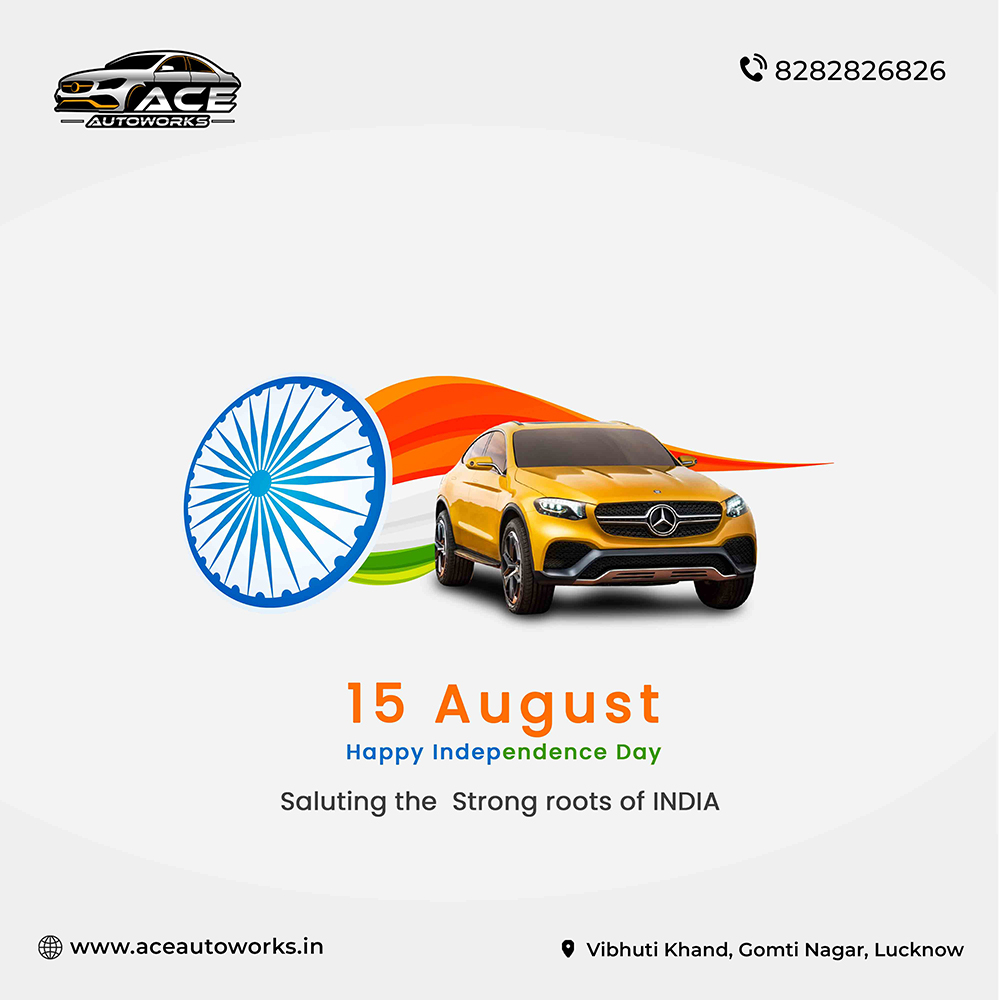 ACE
AUTOWORKS
8282826826
15 August
Happy Independence Day
Saluting the  Strong roots of INDIA
www.aceautoworks.in
Vibhuti Khand, Gomti Nagar, Lucknow